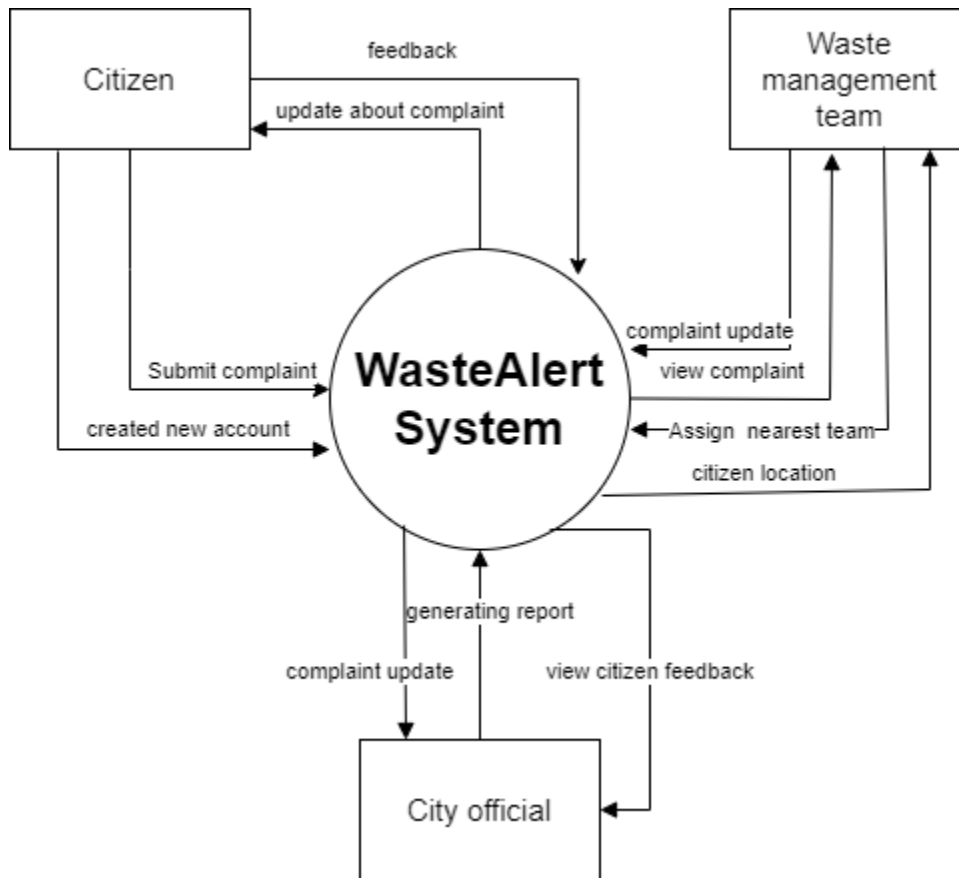 feedback
Citizen
Waste
management
team
update about complaint
complaint update
WasteAlert
System
Submit complaint
view complaint
created new account
Assign  nearest team
citizen location
generating report
complaint update
view citizen feedback
City official